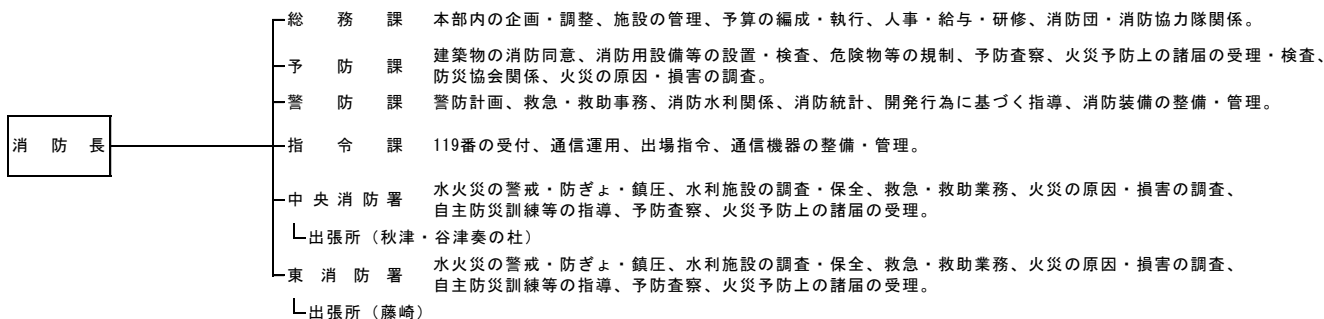 総務課 本部内の企画・調整、施設の管理、予算の編成・執行、人事・給与・研修、消防団・消防協力隊関係。
予防課 建築物の消防同意、消防用設備等の設置・検査、危険物等の規制、予防査察、火災予防上の諸届の受理・検査、
防災協会関係、火災の原因・損害の調査。
警防課 警防計画、救急・救助事務、消防水利関係、消防統計、開発行為に基づく指導、消防装備の整備・管理。
消防長
指令課 119番の受付、通信運用、出場指令、通信機器の整備・管理。
中央消防署 水火災の警戒・防ぎょ・鎮圧、水利施設の調査・保全、救急・救助業務、火災の原因・損害の調査、
自主防災訓練等の指導、予防査察、火災予防上の諸届の受理。
出張所（秋津・谷津奏の杜）
東消防署 水火災の警戒・防ぎょ・鎮圧、水利施設の調査・保全、救急・救助業務、火災の原因・損害の調査、
自主防災訓練等の指導、予防査察、火災予防上の諸届の受理。
出張所（藤崎）